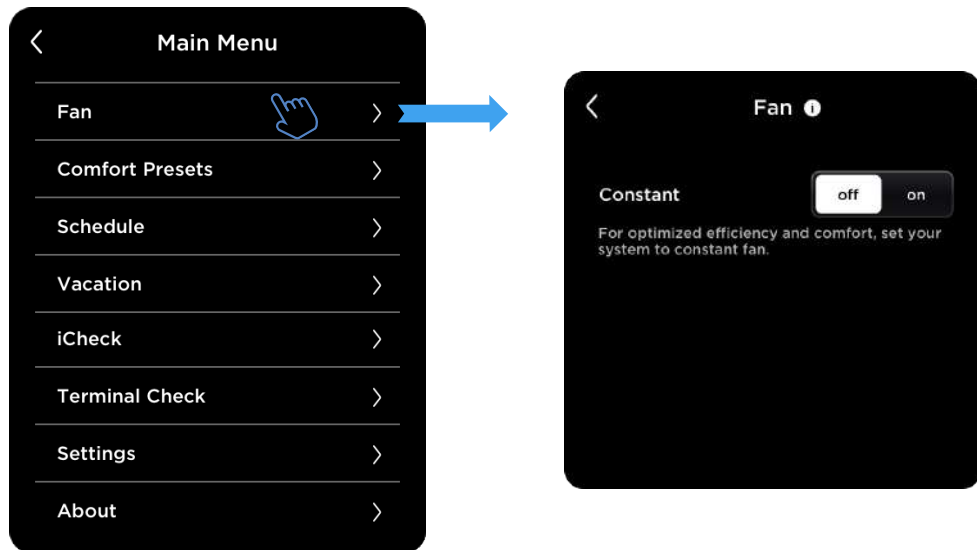 Main Menu
Fan
Comfort Presets
Schedule
Vacation
iCheck
Terminal Check
Settings
About
Fan i
Constant
off on
For optimized efficiency and comfort, set your
system to constant fan.